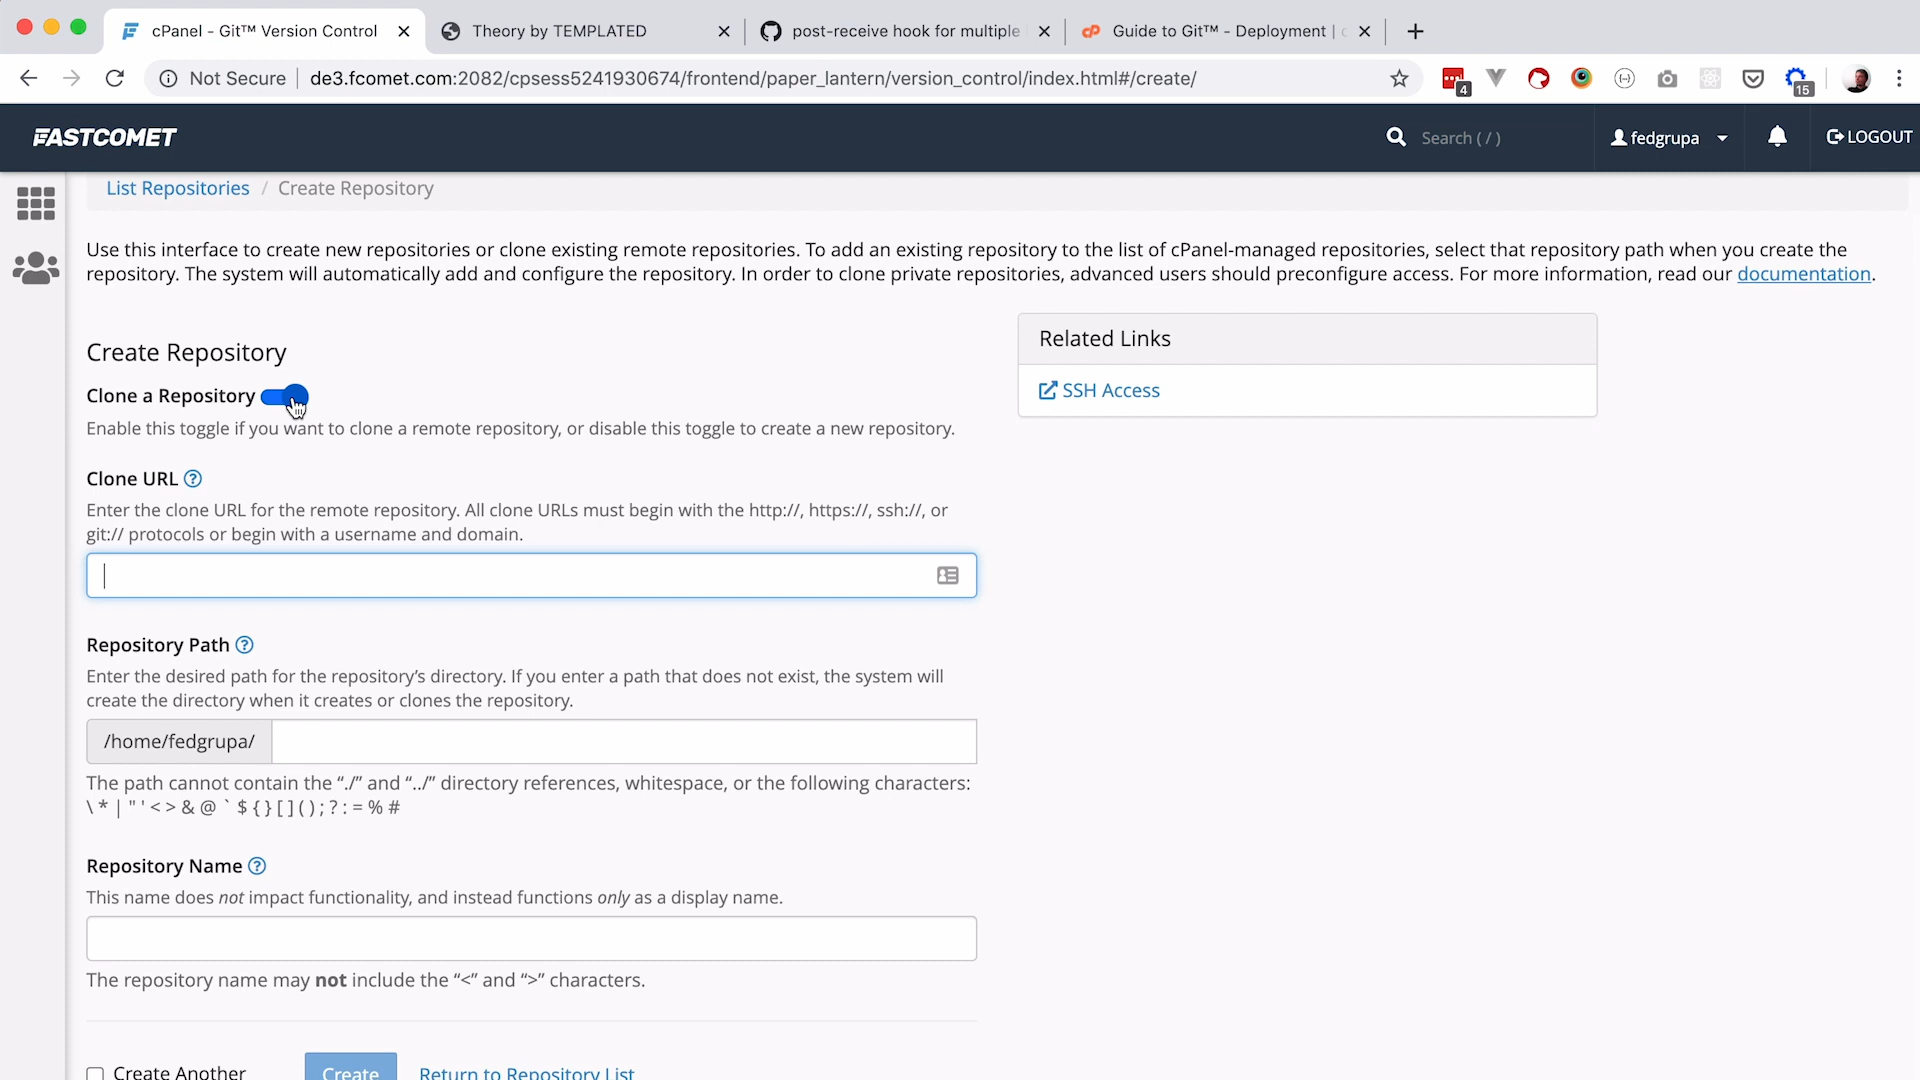 cPanel - Git™ Version Control
Theory by TEMPLATED
post-receive hook for multiple
Guide to Git™ - Deployment | c
Not Secure
de3.fcomet.com:2082/cpsess5241930674/frontend/paper_lantern/version_control/index.html#/create/
4
15
FASTCOMET
Search ( / )
fedgrupa
LOGOUT
List Repositories / Create Repository
Use this interface to create new repositories or clone existing remote repositories. To add an existing repository to the list of cPanel-managed repositories, select that repository path when you create the
repository. The system will automatically add and configure the repository. In order to clone private repositories, advanced users should preconfigure access. For more information, read our documentation.
Create Repository
Related Links
SSH Access
Clone a Repository
Enable this toggle if you want to clone a remote repository, or disable this toggle to create a new repository.
Clone URL ?
Enter the clone URL for the remote repository. All clone URLs must begin with the http://, https://, ssh://, or
git:// protocols or begin with a username and domain.
Repository Path ?
Enter the desired path for the repository’s directory. If you enter a path that does not exist, the system will
create the directory when it creates or clones the repository.
/home/fedgrupa/
The path cannot contain the “./” and “../” directory references, whitespace, or the following characters:
\ * | " ' < > & @ ` $ { } [ ] ( ) ; ? : = % #
Repository Name ?
This name does not impact functionality, and instead functions only as a display name.
The repository name may not include the “<” and “>” characters.
Create Another
Create
Return to Repository List